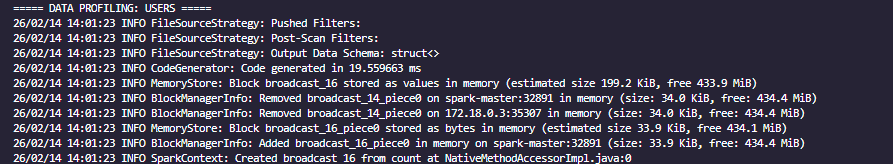 ===== DATA PROFILING: USERS =====
26/02/14 14:01:23 INFO FileSourceStrategy: Pushed Filters:
26/02/14 14:01:23 INFO FileSourceStrategy: Post-Scan Filters:
26/02/14 14:01:23 INFO FileSourceStrategy: Output Data Schema: struct<>
26/02/14 14:01:23 INFO CodeGenerator: Code generated in 19.559663 ms
26/02/14 14:01:23 INFO MemoryStore: Block broadcast_16 stored as values in memory (estimated size 199.2 KiB, free 433.9 MiB)
26/02/14 14:01:23 INFO BlockManagerInfo: Removed broadcast_14_piece0 on spark-master:32891 in memory (size: 34.0 KiB, free: 434.4 MiB)
26/02/14 14:01:23 INFO BlockManagerInfo: Removed broadcast_14_piece0 on 172.18.0.3:35307 in memory (size: 34.0 KiB, free: 434.4 MiB)
26/02/14 14:01:23 INFO MemoryStore: Block broadcast_16_piece0 stored as bytes in memory (estimated size 33.9 KiB, free 434.1 MiB)
26/02/14 14:01:23 INFO BlockManagerInfo: Added broadcast_16_piece0 in memory on spark-master:32891 (size: 33.9 KiB, free: 434.4 MiB)
26/02/14 14:01:23 INFO SparkContext: Created broadcast 16 from count at NativeMethodAccessorImpl.java:0